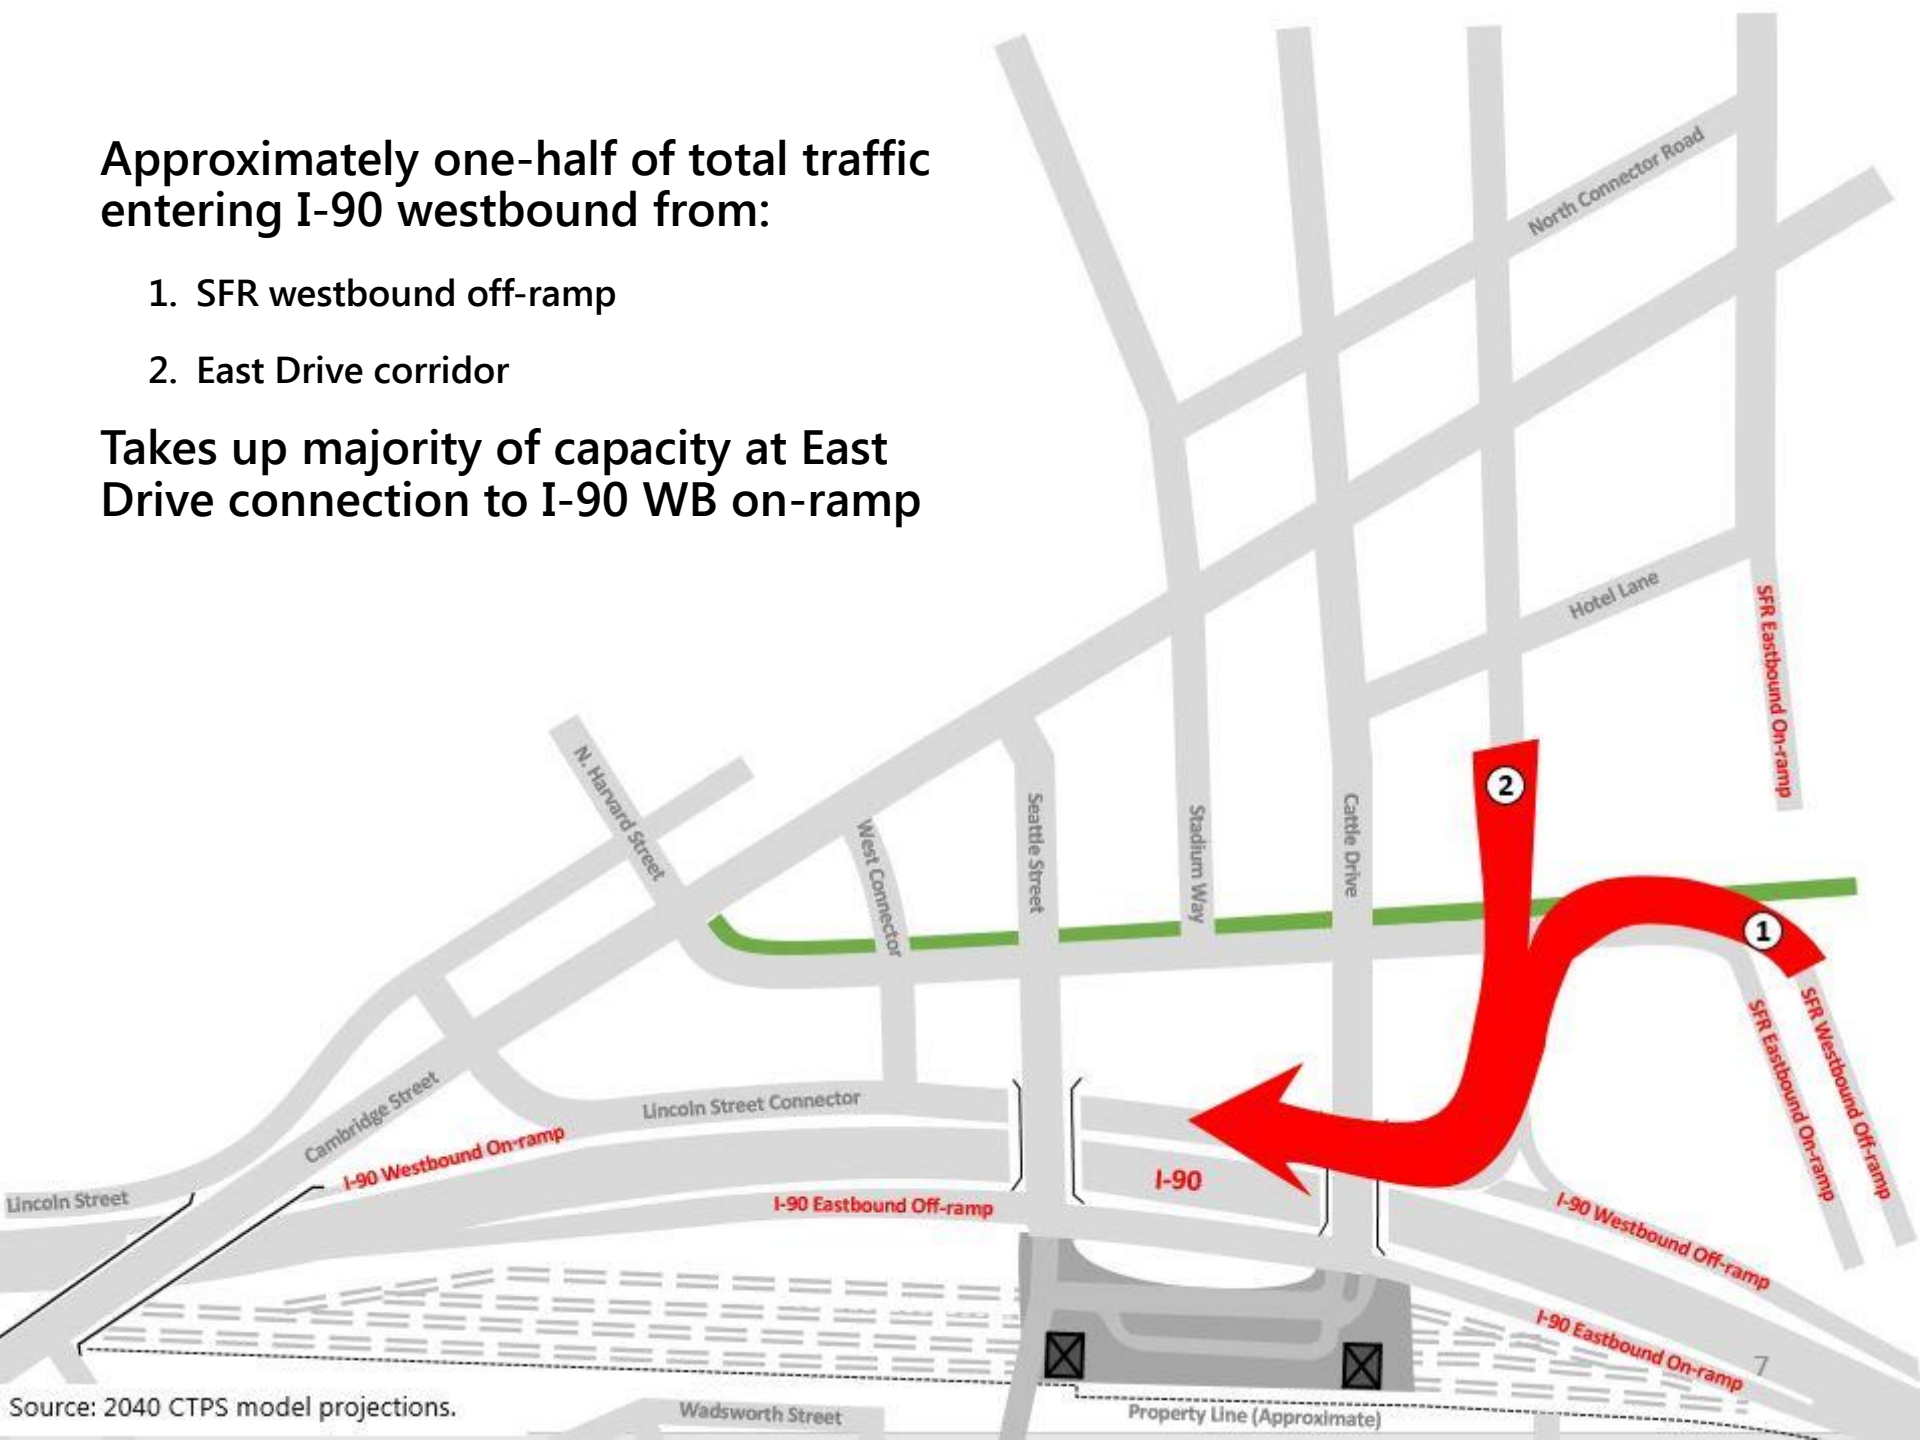 Approximately one-half of total traffic
entering I-90 westbound from:
1. SFR westbound off-ramp
2. East Drive corridor
Takes up majority of capacity at East
Drive connection to I-90 WB on-ramp
North Connector Road
Hotel Lane
SFR Eastbound On-ramp
N. Harvard Street
West Connector
Seattle Street
Stadium Way
Cattle Drive
2
1
SFR Eastbound On-ramp
SFR Westbound Off-ramp
Cambridge Street
Lincoln Street Connector
I-90 Westbound On-ramp
Lincoln Street
I-90 Eastbound Off-ramp
I-90
I-90 Westbound Off-ramp
I-90 Eastbound On-ramp
7
Source: 2040 CTPS model projections.
Wadsworth Street
Property Line (Approximate)